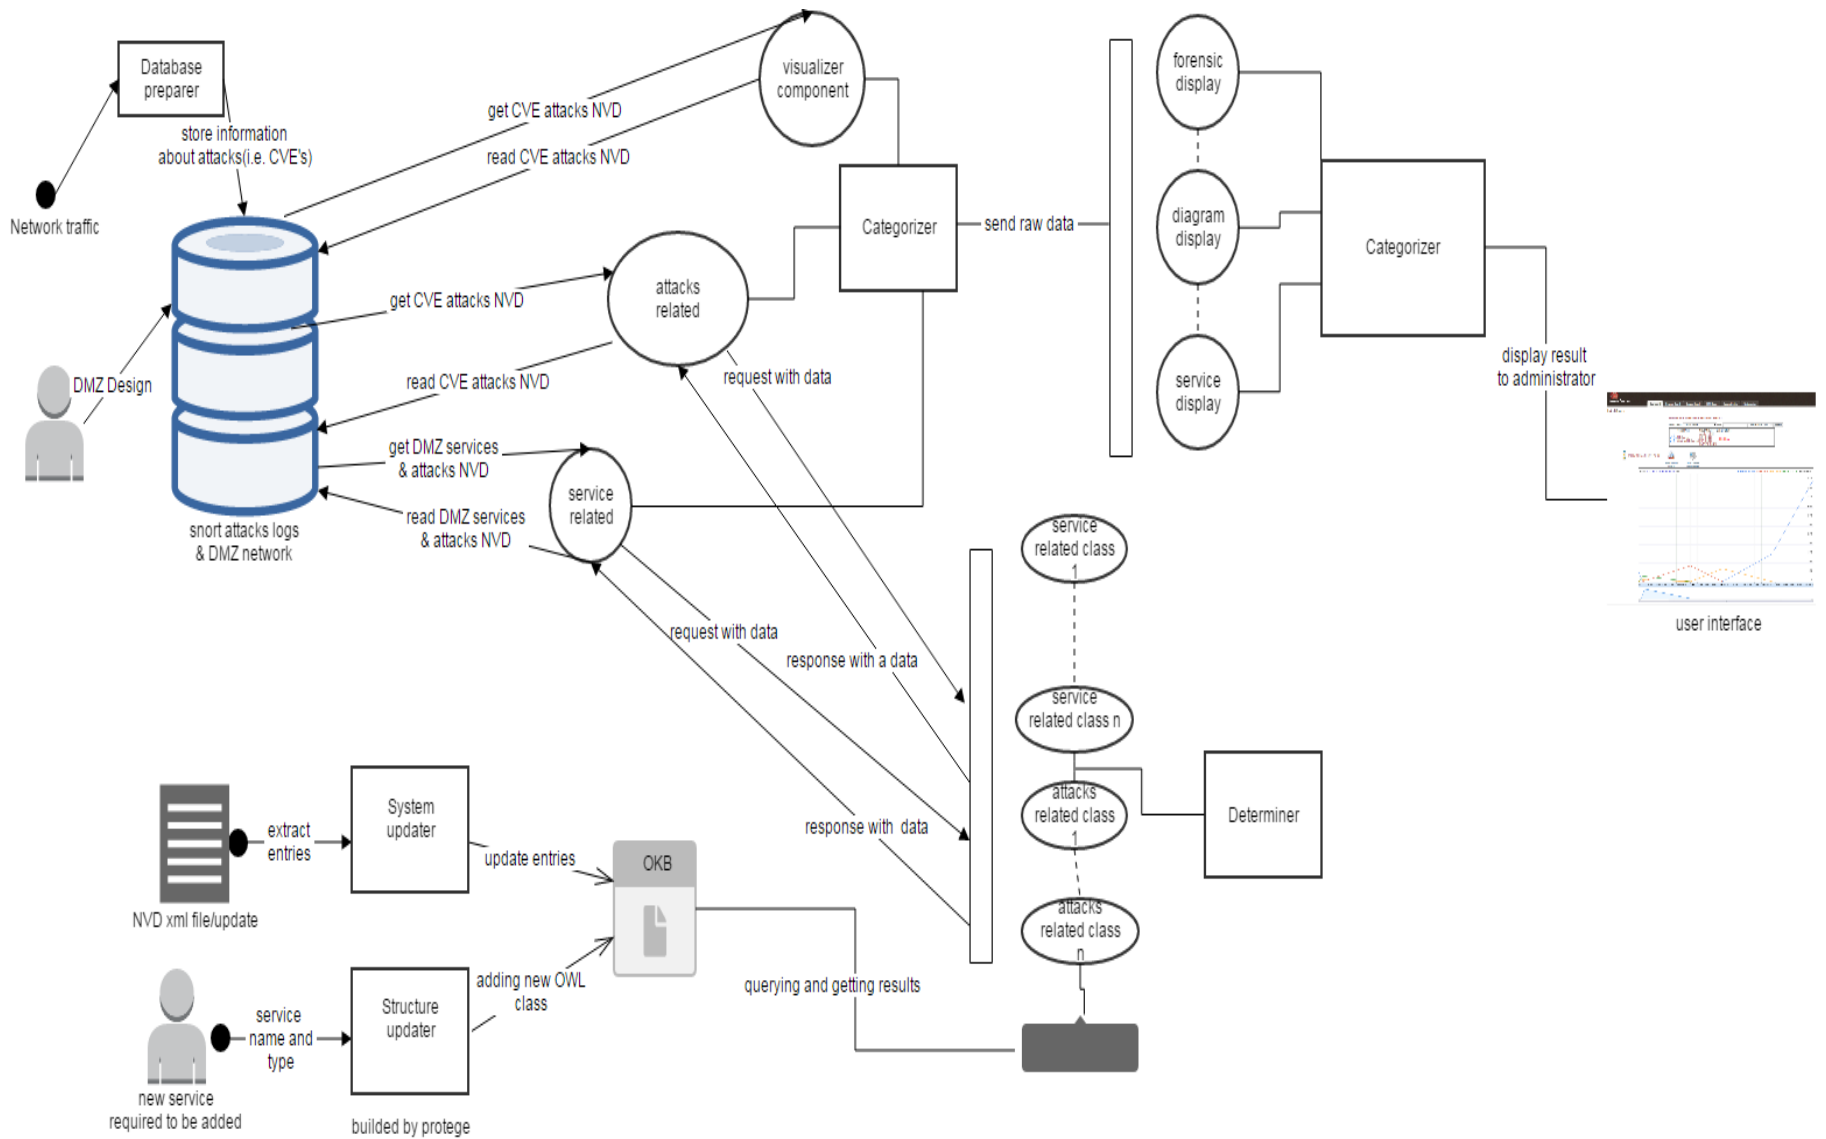 Database
preparer
store information
about attacks(i.e. CVE's)
Network traffic
DMZ Design
snort attacks logs
& DMZ network
get CVE attacks NVD
read CVE attacks NVD
visualizer
component
get CVE attacks NVD
read CVE attacks NVD
attacks
related
request with data
get DMZ services
& attacks NVD
read DMZ services
& attacks NVD
service
related
Categorizer
send raw data
forensic
display
diagram
display
service
display
Categorizer
display result
to administrator
user interface
request with data
response with a data
response with  data
service
related class
1
service
related class n
attacks
related class
1
attacks
related class
n
Determiner
NVD xml file/update
extract
entries
System
updater
update entries
OKB
new service
required to be added
service
name and
type
Structure
updater
adding new OWL
class
builded by protege
querying and getting results